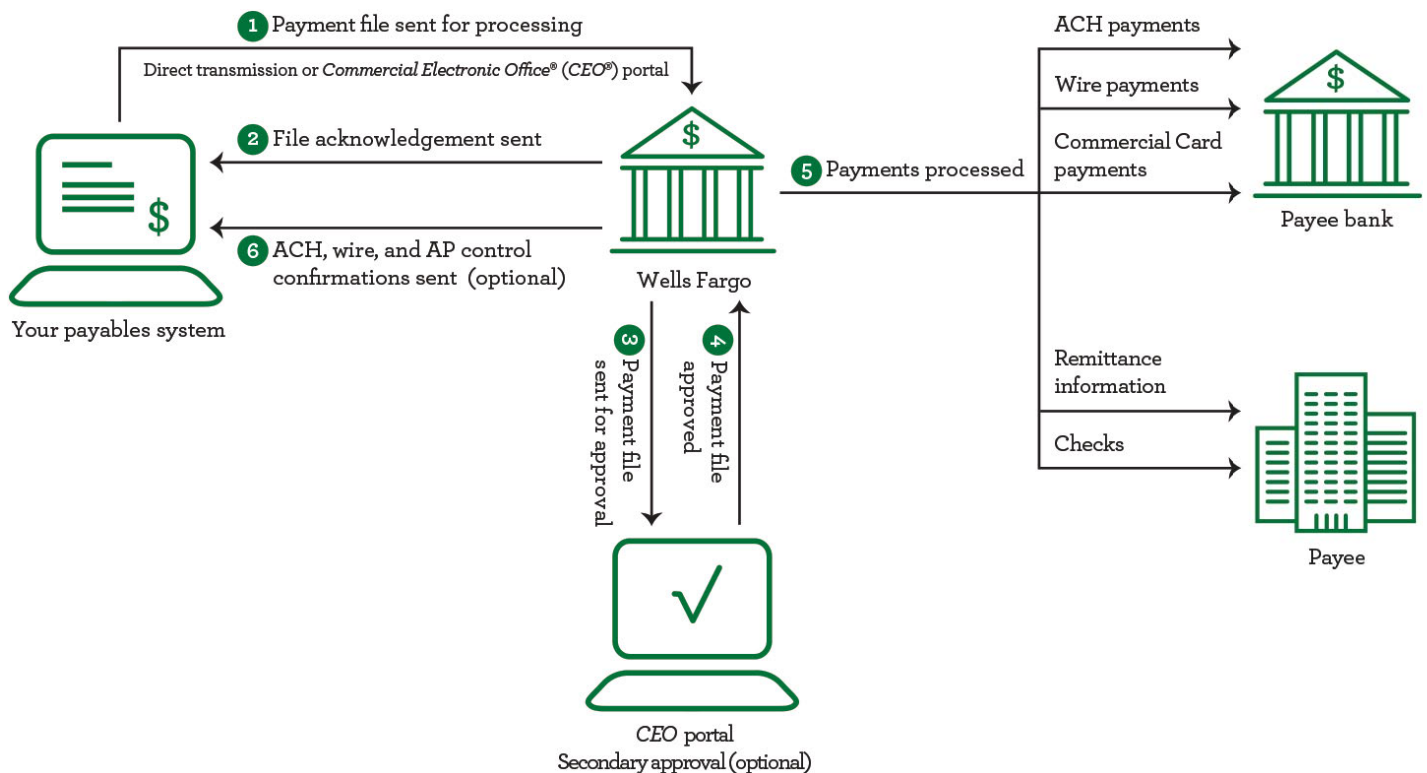 1 Payment file sent for processing
Direct transmission or Commercial Electronic Office® (CEO®) portal
2 File acknowledgement sent
$
6 ACH, wire, and AP control
confirmations sent (optional)
Your payables system
$
Wells Fargo
3 Payment file
sent for approval
4 Payment file
approved
CEO portal
Secondary approval (optional)
5 Payments processed
ACH payments
Wire payments
Commercial Card
payments
$
Payee bank
Remittance
information
Checks
Payee